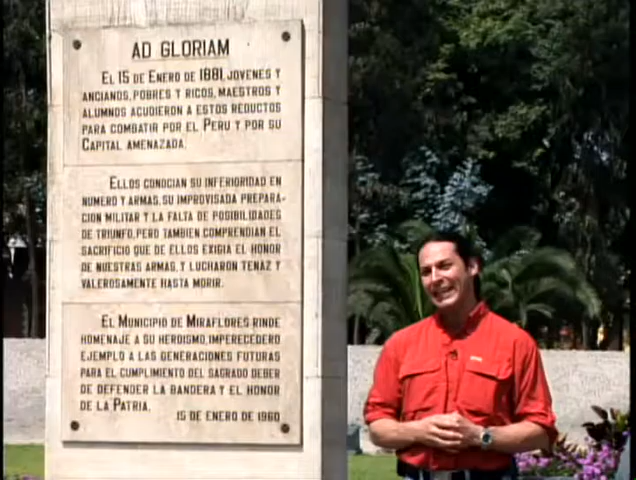 AD GLORIAM
EL 15 DE ENERO DE 1881, JOVENES Y
ANCIANOS, POBRES Y RICOS, MAESTROS Y
ALUMNOS ACUDIERON A ESTOS REDUCTOS
PARA COMBATIR POR EL PERU Y POR SU
CAPITAL AMENAZADA.
ELLOS CONOCIAN SU INFERIORIDAD EN
NUMERO Y ARMAS, SU IMPROVISADA PREPARA-
CION MILITAR Y LA FALTA DE POSIBILIDADES
DE TRIUNFO, PERO TAMBIEN COMPRENDIAN EL
SACRIFICIO QUE DE ELLOS EXIGIA EL HONOR
DE NUESTRAS ARMAS, Y LUCHARON TENAZ Y
VALEROSAMENTE HASTA MORIR.
EL MUNICIPIO DE MIRAFLORES RINDE
HOMENAJE A SU HEROISMO, IMPERECEDERO
EJEMPLO A LAS GENERACIONES FUTURAS
PARA EL CUMPLIMIENTO DEL SAGRADO DEBER
DE DEFENDER LA BANDERA Y EL HONOR
DE LA PATRIA.
15 DE ENERO DE 1960